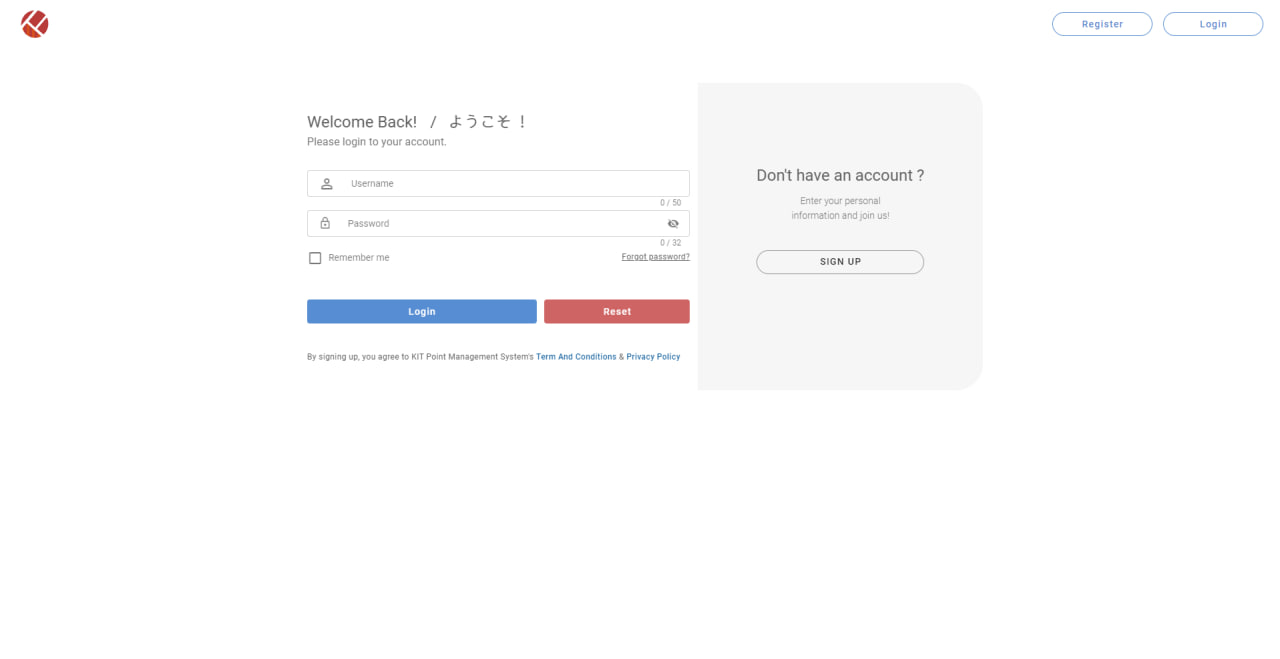 Register
Login
Welcome Back! / ようこそ !
Please login to your account.
Username
0 / 50
Password
0 / 32
Remember me
Forgot password?
Login
Reset
By signing up, you agree to KIT Point Management System's Term And Conditions & Privacy Policy
Don't have an account ?
Enter your personal
information and join us!
SIGN UP